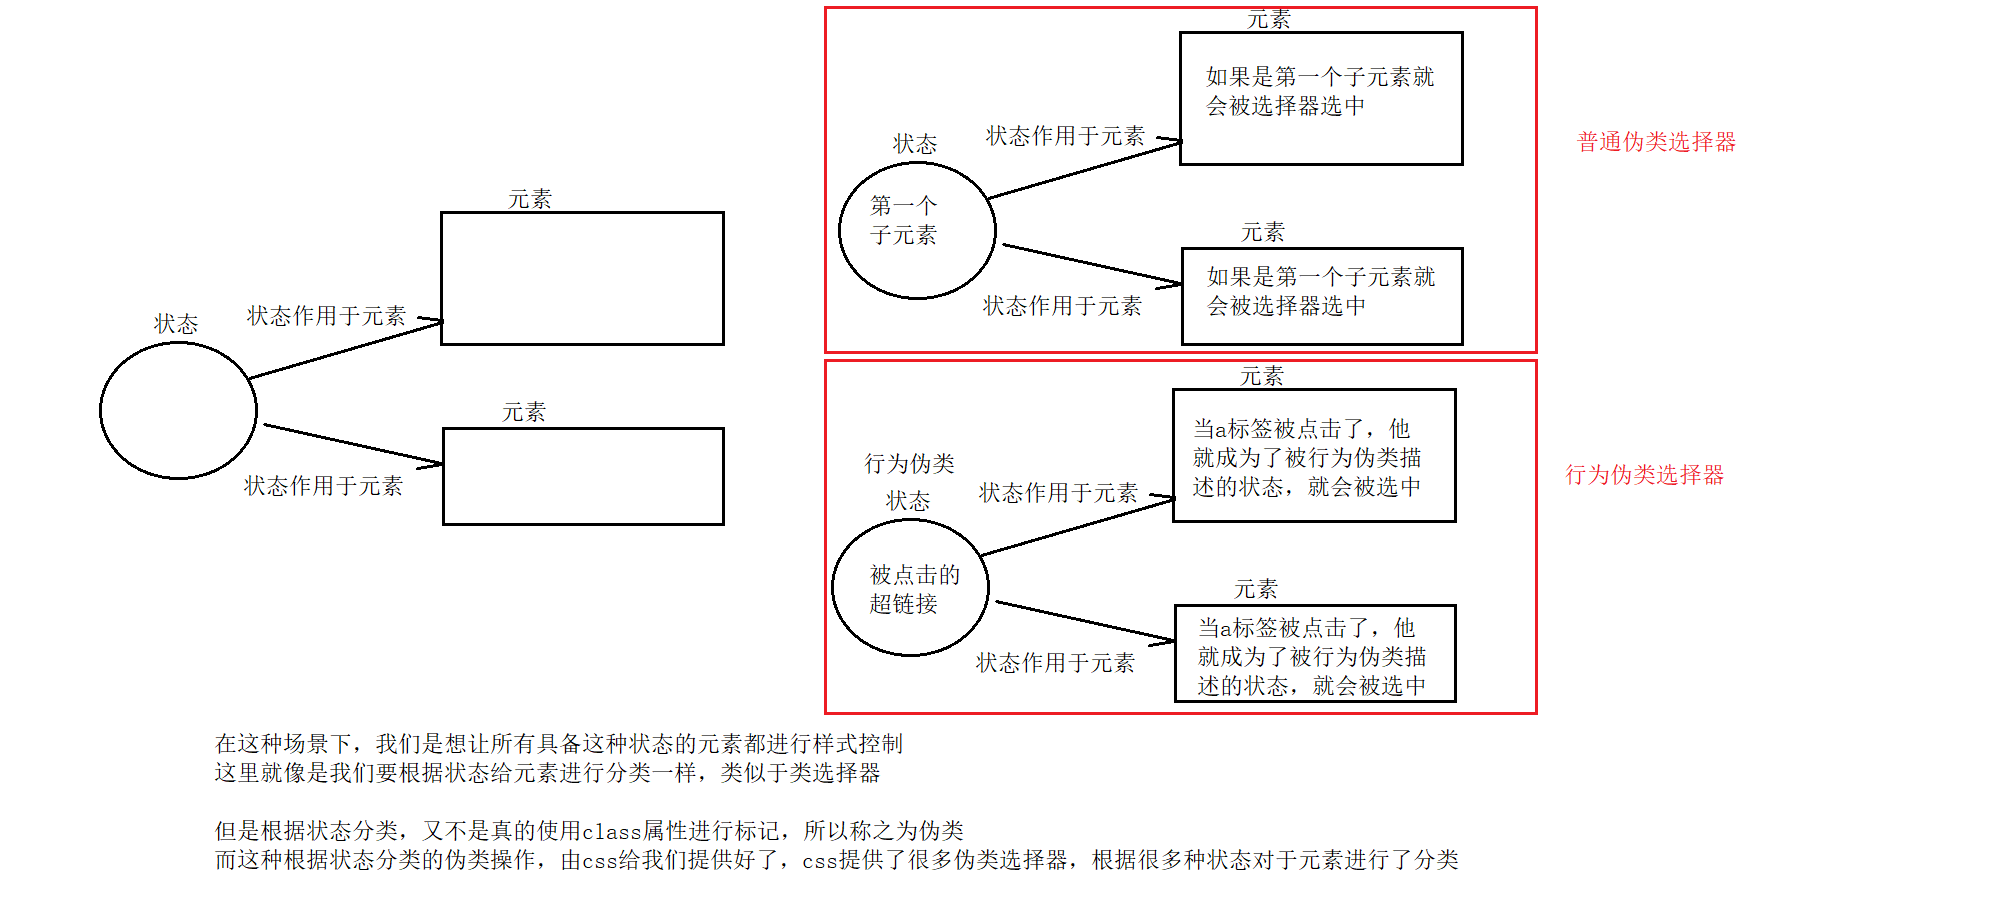 元素
状态作用于元素
状态
元素
状态作用于元素
元素
如果是第一个子元素就
会被选择器选中
状态作用于元素
状态
第一个
子元素
元素
如果是第一个子元素就
会被选择器选中
状态作用于元素
普通伪类选择器
元素
当a标签被点击了，他
就成为了被行为伪类描
述的状态，就会被选中
行为伪类
状态
状态作用于元素
被点击的
超链接
元素
当a标签被点击了，他
就成为了被行为伪类描
述的状态，就会被选中
状态作用于元素
行为伪类选择器
在这种场景下，我们是想让所有具备这种状态的元素都进行样式控制
这里就像是我们要根据状态给元素进行分类一样，类似于类选择器
但是根据状态分类，又不是真的使用class属性进行标记，所以称之为伪类
而这种根据状态分类的伪类操作，由css给我们提供好了，css提供了很多伪类选择器，根据很多种状态对于元素进行了分类